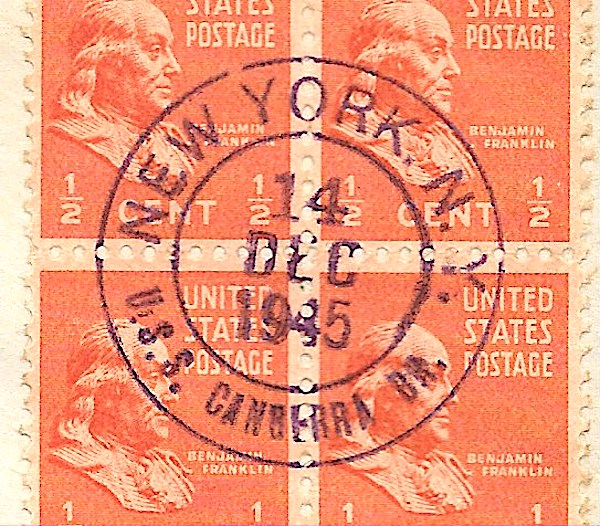 STATES
POSTAGE
BENJAMIN
FRANKLIN
1/2 CENT 1/2
STATES
POSTAGE
BENJAMIN
FRANKLIN
1/2 CENT 1/2
NEW YORK, N.Y.
14
DEC
1945
U.S.S. CANBERRA BR.
UNITED
STATES
POSTAGE
BENJAMIN
FRANKLIN
1 1
UNITED
STATES
POSTAGE
BENJAMIN
FRANKLIN
1 1